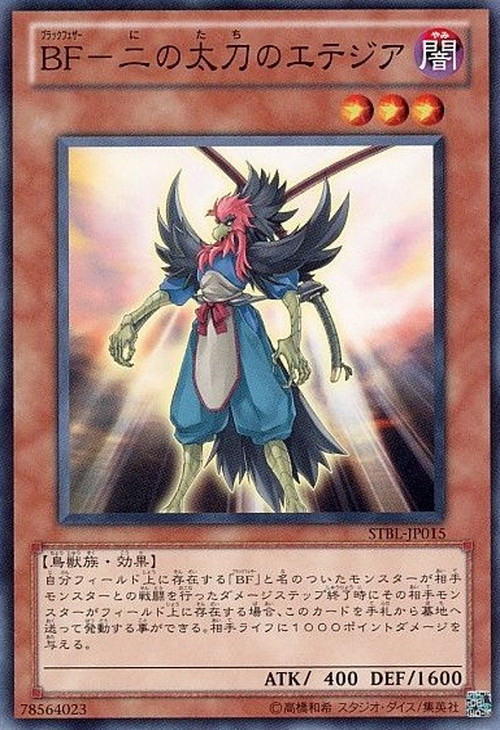 ブラックフェザー に たち
BF－二の太刀のエテジア
やみ
闇
STBL-JP015
【鳥獣族・効果】
自分フィールド上に存在する「BF」と名のついたモンスターが相手
モンスターとの戦闘を行ったダメージステップ終了時にその相手モン
スターがフィールド上に存在する場合、このカードを手札から墓地へ
送って発動する事ができる。相手ライフに1000ポイントダメージを
与える。
ATK/ 400 DEF/1600
78564023
©高橋和希 スタジオ・ダイス/集英社